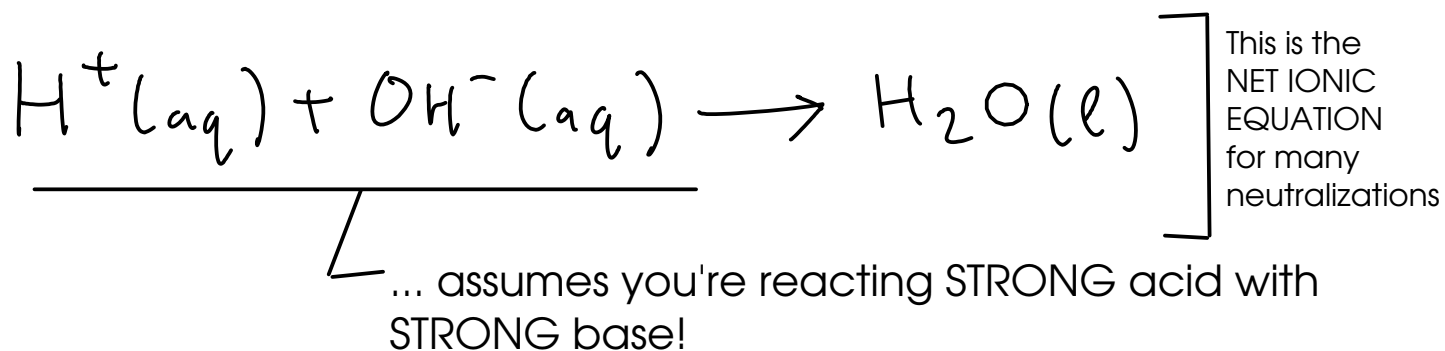 H⁺(aq) + OH⁻(aq) → H₂O(l)
This is the
NET IONIC
EQUATION
for many
neutralizations
... assumes you're reacting STRONG acid with
STRONG base!